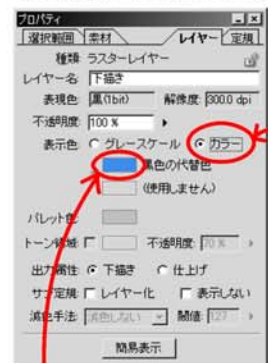 プロパティ
選択範囲 素材 レイヤー 定規
種類: ラスターレイヤー
レイヤー名: 下描き
表現色: 黒(1bit) 解像度: 300.0 dpi
不透明度: 100 %
表示色: グレースケール カラー
黒色の代替色
(使用しません)
パレット色:
トーン領域: 不透明度: 70 %
出力属性: 下描き 仕上げ
サブ定規: レイヤー化 表示しない
減色手法: 減色しない 閾値: 127
簡易表示